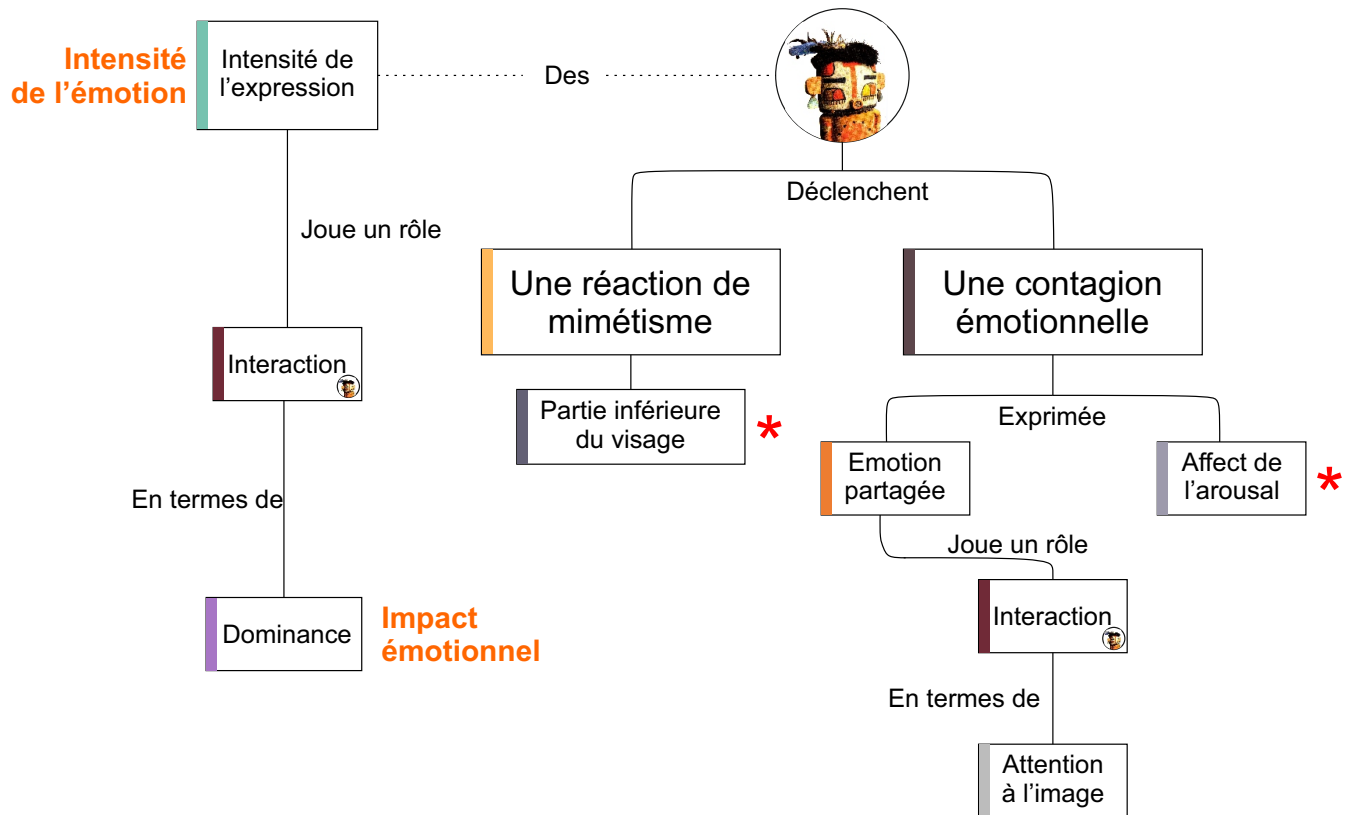 Intensité
de l'émotion
Intensité de
l'expression
Des
Déclenchent
Joue un rôle
Une réaction de
mimétisme
Une contagion
émotionnelle
Interaction
Partie inférieure
du visage
*
Exprimée
Emotion
partagée
Affect de
l'arousal
*
En termes de
Joue un rôle
Dominance
Impact
émotionnel
Interaction
En termes de
Attention
à l'image